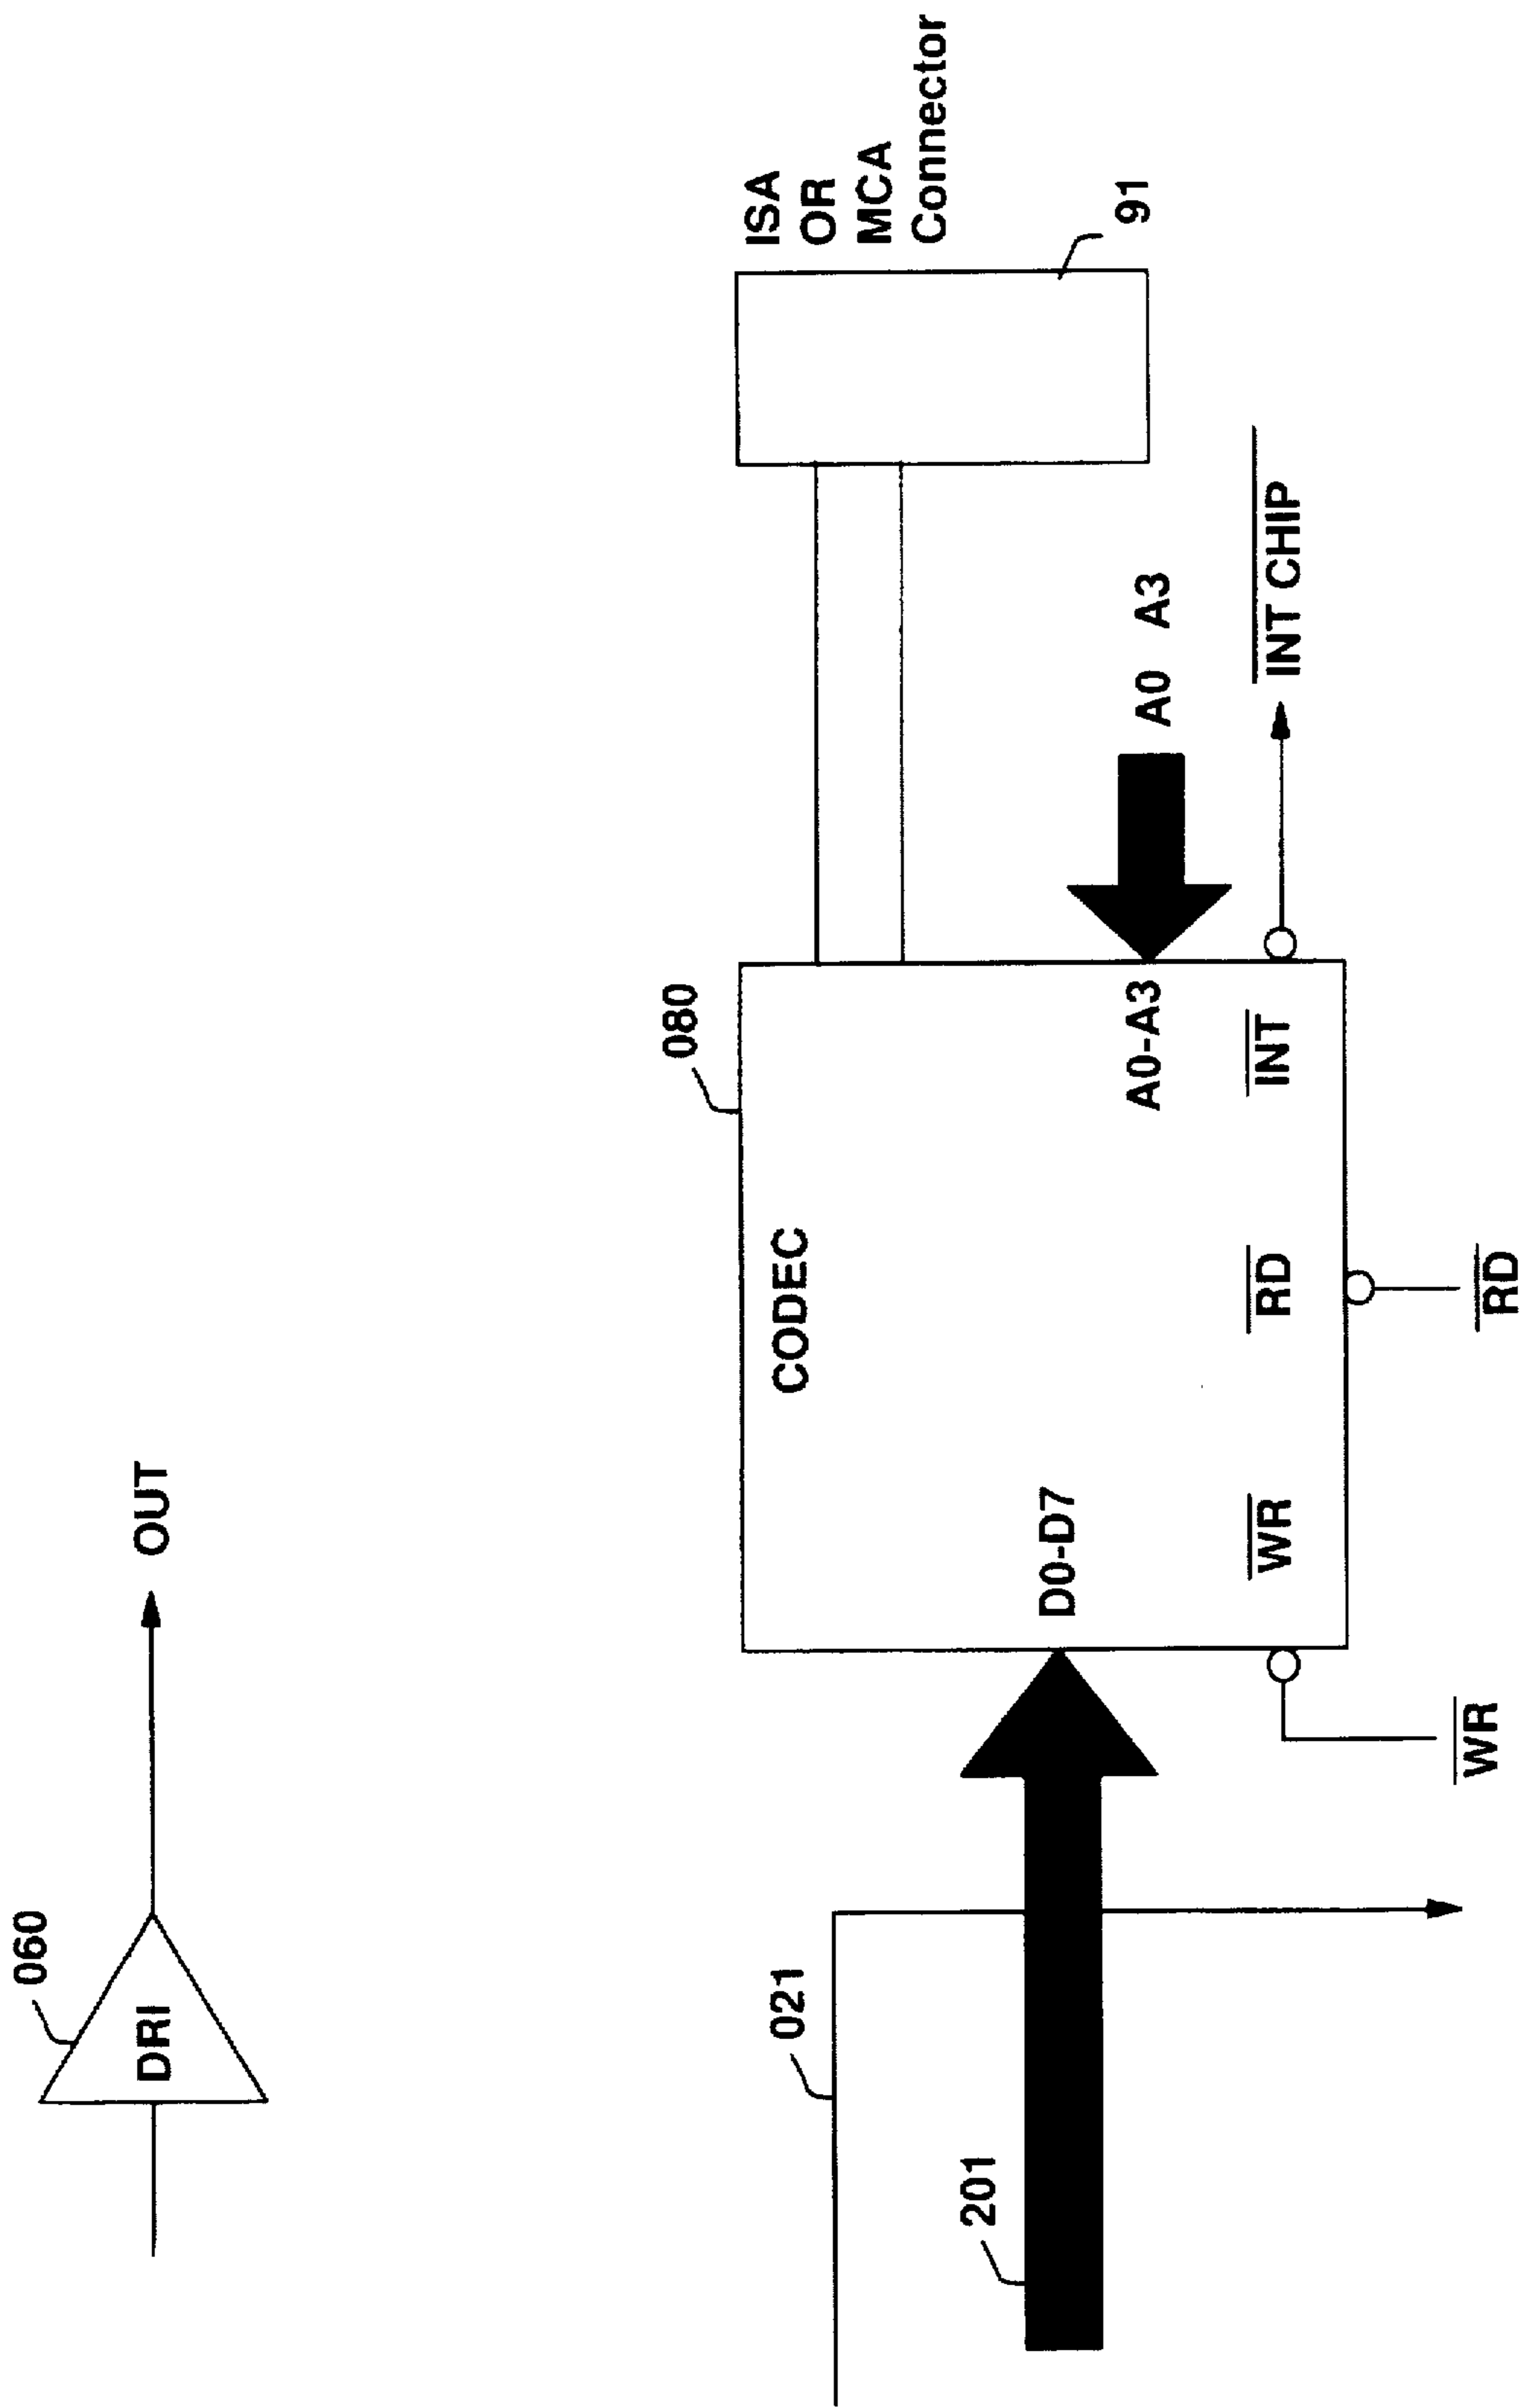 060
DRI
OUT
080
ISA
OR
MCA
Connector
CODEC
021
91
201
D0-D7
A0-A3
A0 A3
WR
RD
INT
INT CHIP
WR
RD